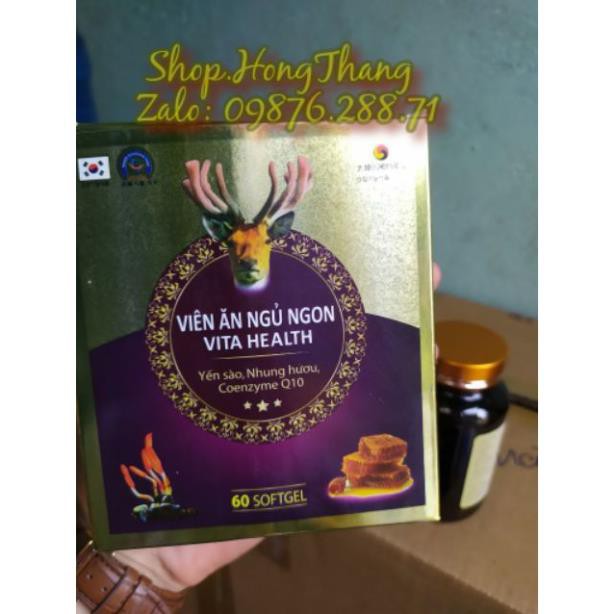 Shop.HongThang
Zalo: 09876.288.71
VIÊN ĂN NGỦ NGON
VITA HEALTH
Yến sào, Nhung hươu,
Coenzyme Q10
60 SOFTGEL